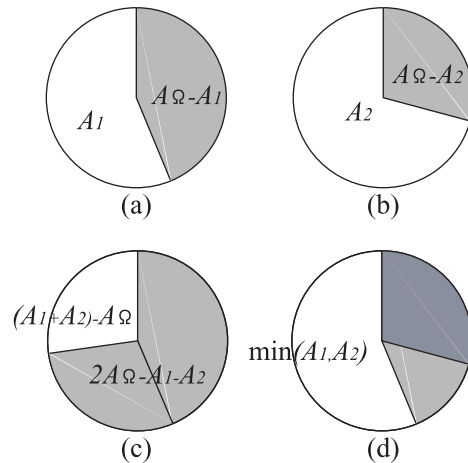 A1
AΩ-A1
(a)
A2
AΩ-A2
(b)
(A1+A2)-AΩ
2AΩ-A1-A2
(c)
min(A1,A2)
(d)